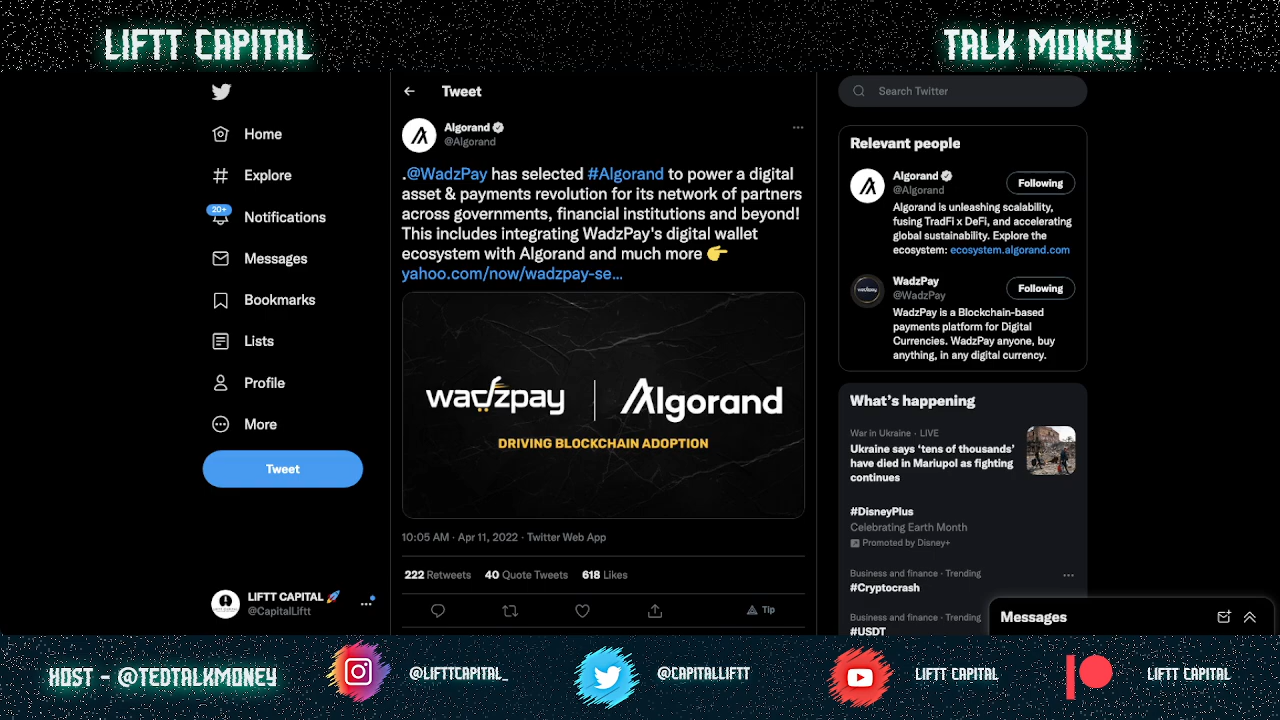 LIFTT CAPITAL
TALK MONEY
Home
Explore
20+
Notifications
Messages
Bookmarks
Lists
Profile
More
Tweet
LIFTT CAPITAL 🚀
@CapitalLiftt
← Tweet
Algorand
@Algorand
.@WadzPay has selected #Algorand to power a digital
asset & payments revolution for its network of partners
across governments, financial institutions and beyond!
This includes integrating WadzPay's digital wallet
ecosystem with Algorand and much more 👉
yahoo.com/now/wadzpay-se...
wadzpay | Algorand
DRIVING BLOCKCHAIN ADOPTION
10:05 AM · Apr 11, 2022 · Twitter Web App
222 Retweets 40 Quote Tweets 618 Likes
Tip
Search Twitter
Relevant people
Algorand
@Algorand
Following
Algorand is unleashing scalability,
fusing TradFi x DeFi, and accelerating
global sustainability. Explore the
ecosystem: ecosystem.algorand.com
wadzpay
WadzPay
@WadzPay
Following
WadzPay is a Blockchain-based
payments platform for Digital
Currencies. WadzPay anyone, buy
anything, in any digital currency.
What's happening
War in Ukraine · LIVE
Ukraine says 'tens of thousands'
have died in Mariupol as fighting
continues
#DisneyPlus
Celebrating Earth Month
Promoted by Disney+
Business and finance · Trending
#Cryptocrash
Business and finance · Trending
#USDT
Messages
HOST - @TEDTALKMONEY
@LIFTTCAPITAL_
@CAPITALLIFTT
LIFTT CAPITAL
LIFTT CAPITAL